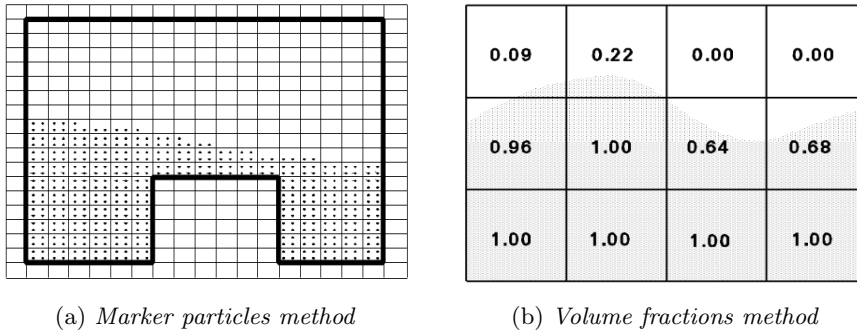 0.09 0.22 0.00 0.00
0.96 1.00 0.64 0.68
1.00 1.00 1.00 1.00
(a) Marker particles method
(b) Volume fractions method